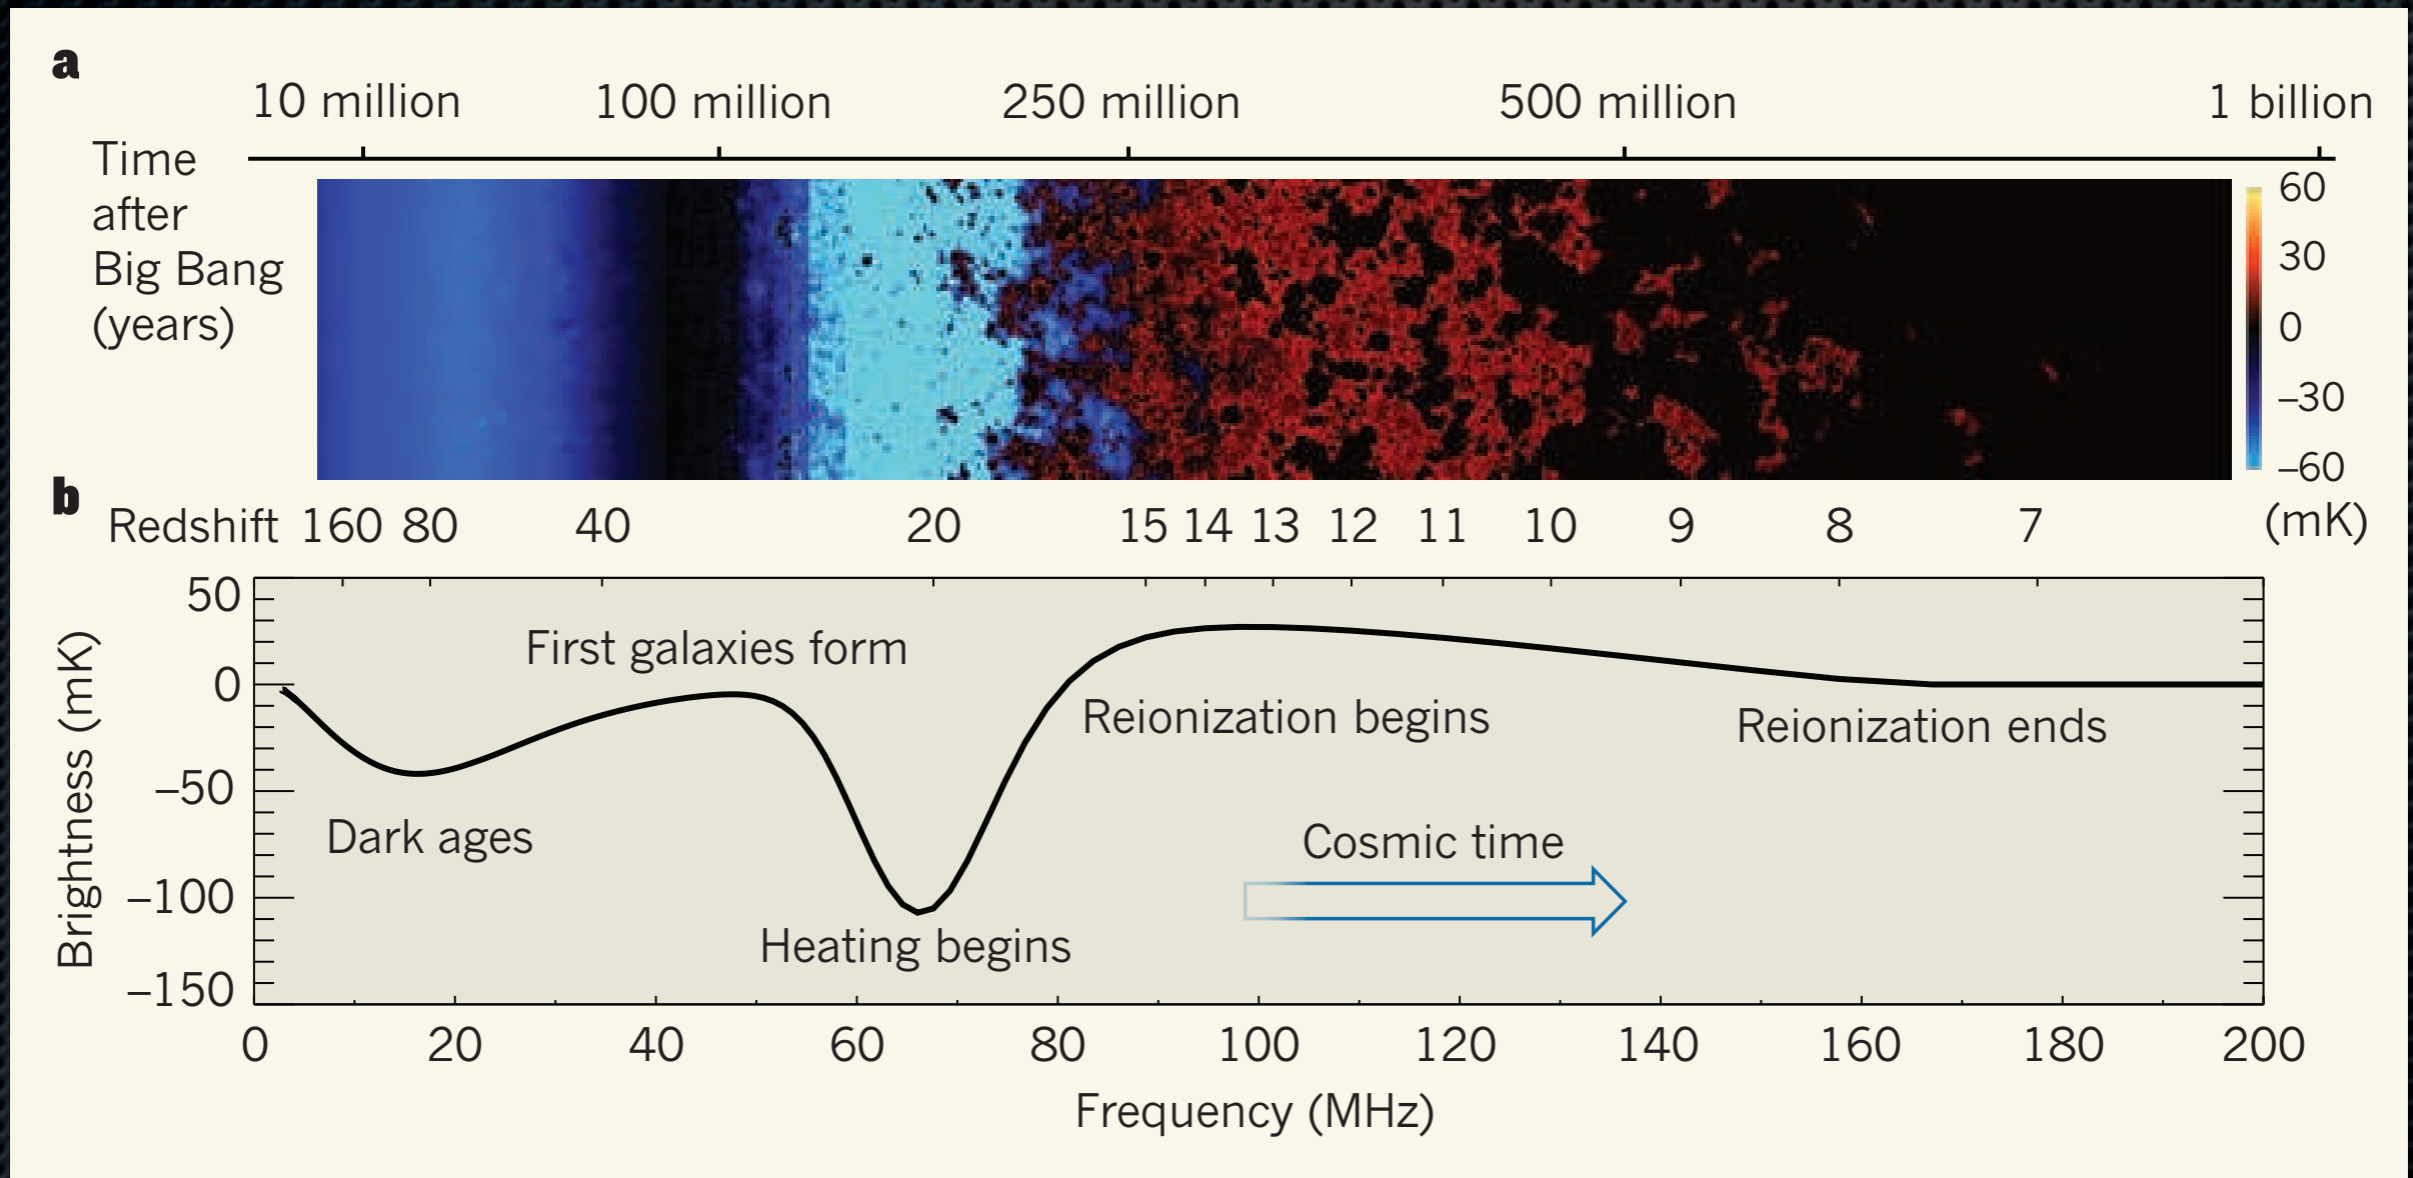 a
10 million 100 million 250 million 500 million 1 billion
Time
after
Big Bang
(years)
60
30
0
–30
–60
(mK)
b
Redshift 160 80 40 20 15 14 13 12 11 10 9 8 7
50
0
–50
–100
–150
Brightness (mK)
First galaxies form
Dark ages
Heating begins
Reionization begins
Reionization ends
Cosmic time
0 20 40 60 80 100 120 140 160 180 200
Frequency (MHz)